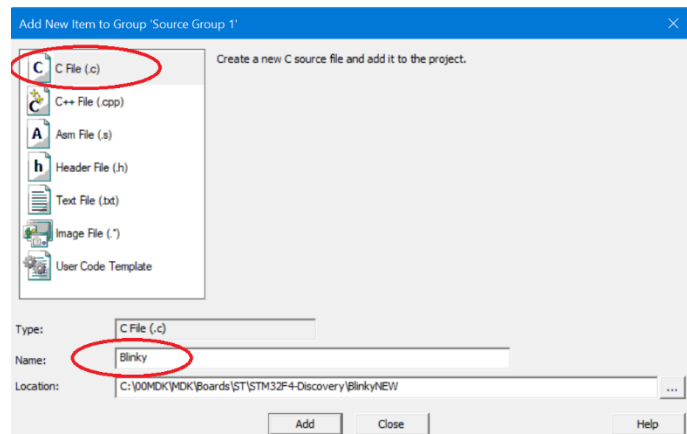 Add New Item to Group 'Source Group 1'
C File (.c)
Create a new C source file and add it to the project.
C++ File (.cpp)
Asm File (.s)
Header File (.h)
Text File (.txt)
Image File (.*)
User Code Template
Type:
C File (.c)
Name:
Blinky
Location:
C:\00MDK\MDK\Boards\ST\STM32F4-Discovery\BlinkyNEW
...
Add
Close
Help